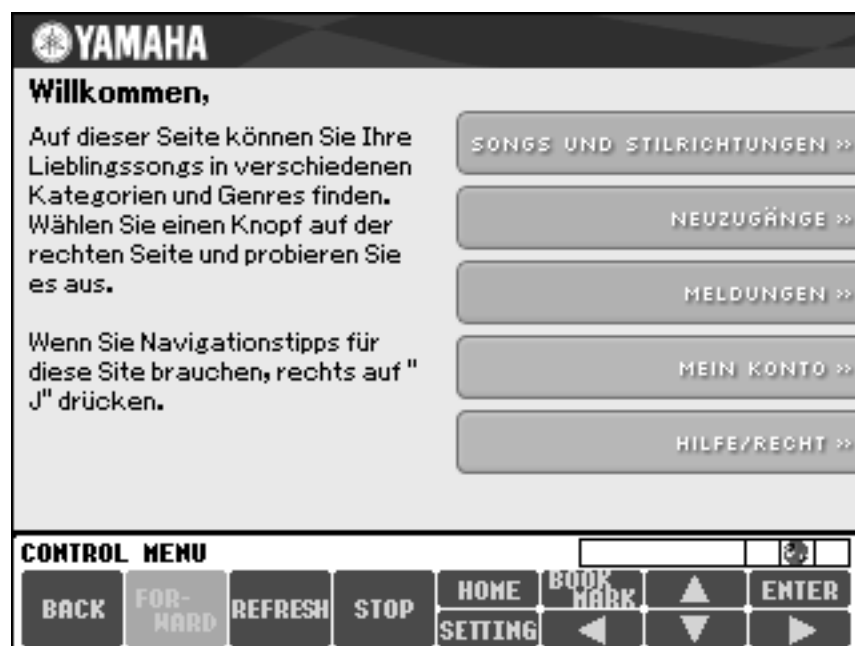 YAMAHA
Willkommen,
Auf dieser Seite können Sie Ihre
Lieblingssongs in verschiedenen
Kategorien und Genres finden.
Wählen Sie einen Knopf auf der
rechten Seite und probieren Sie
es aus.
Wenn Sie Navigationstipps für
diese Site brauchen, rechts auf "
J" drücken.
SONGS UND STILRICHTUNGEN »
NEUZUGÄNGE »
MELDUNGEN »
MEIN KONTO »
HILFE/RECHT »
CONTROL MENU
BACK
FOR-
WARD
REFRESH
STOP
HOME
BOOK
MARK
ENTER
SETTING